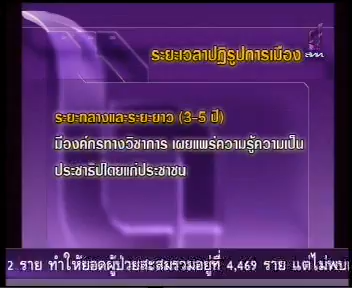 ระยะเวลาปฏิรูปการเมือง
สทท.
ระยะกลางและระยะยาว (3-5 ปี)
มีองค์กรทางวิชาการ เผยแพร่ความรู้ความเป็น
ประชาธิปไตยแก่ประชาชน
2 ราย ทำให้ยอดผู้ป่วยสะสมรวมอยู่ที่ 4,469 ราย แต่ไม่พบ